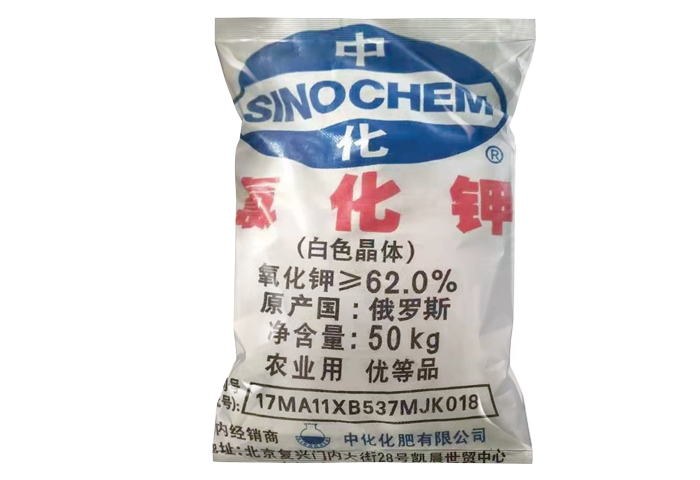 中
SINOCHEM
化
®
氯化钾
(白色晶体)
氧化钾≥62.0%
原产国：俄罗斯
净含量：50kg
农业用 优等品
号
号): 17MA11XB537MJK018
内经销商 中化化肥有限公司
地址：北京复兴门内大街28号凯晨世贸中心